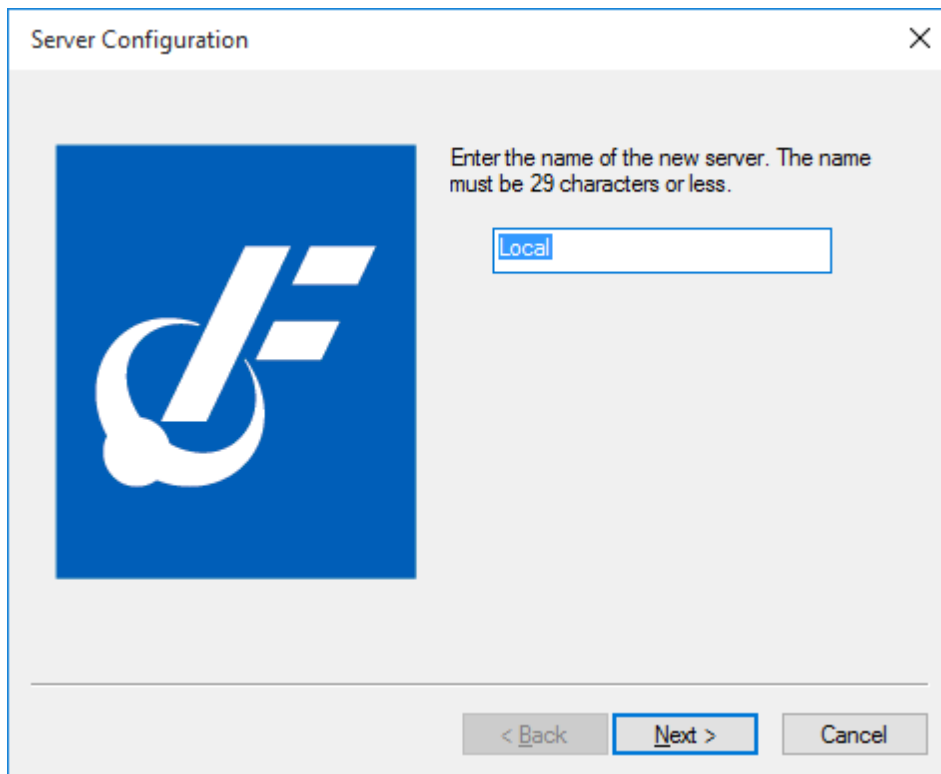 Server Configuration
Enter the name of the new server. The name
must be 29 characters or less.
Local
< Back
Next >
Cancel